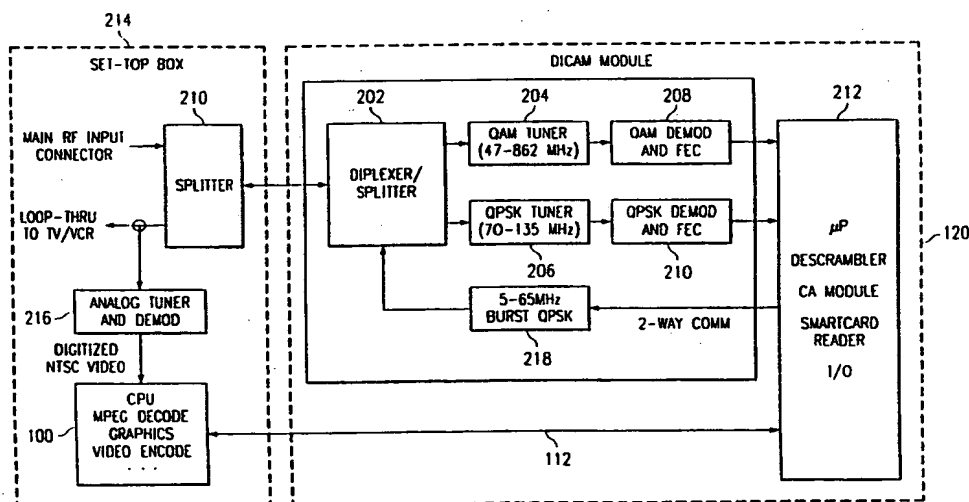 214
SET-TOP BOX
DICAM MODULE
210
MAIN RF INPUT
CONNECTOR
SPLITTER
LOOP-THRU
TO TV/VCR
216
ANALOG TUNER
AND DEMOD
DIGITIZED
NTSC VIDEO
100
CPU
MPEG DECODE
GRAPHICS
VIDEO ENCODE
. . .
202
DIPLEXER/
SPLITTER
204
QAM TUNER
(47-862 MHz)
208
QAM DEMOD
AND FEC
QPSK TUNER
(70-135 MHz)
206
QPSK DEMOD
AND FEC
210
5-65MHz
BURST QPSK
218
2-WAY COMM
212
μP
DESCRAMBLER
CA MODULE
SMARTCARD
READER
I/O
120
112